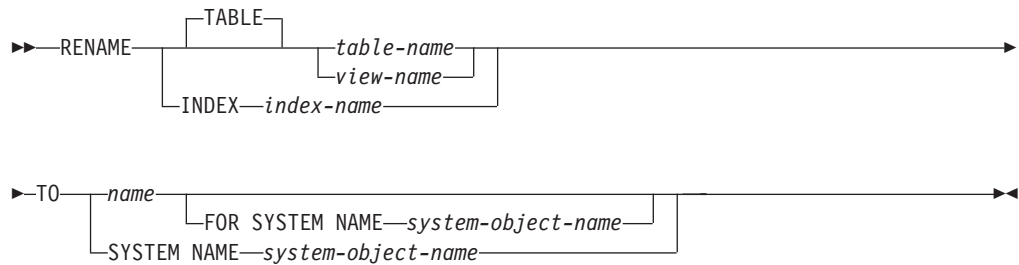 TABLE
RENAME table-name
view-name
INDEX index-name
TO name
FOR SYSTEM NAME system-object-name
SYSTEM NAME system-object-name